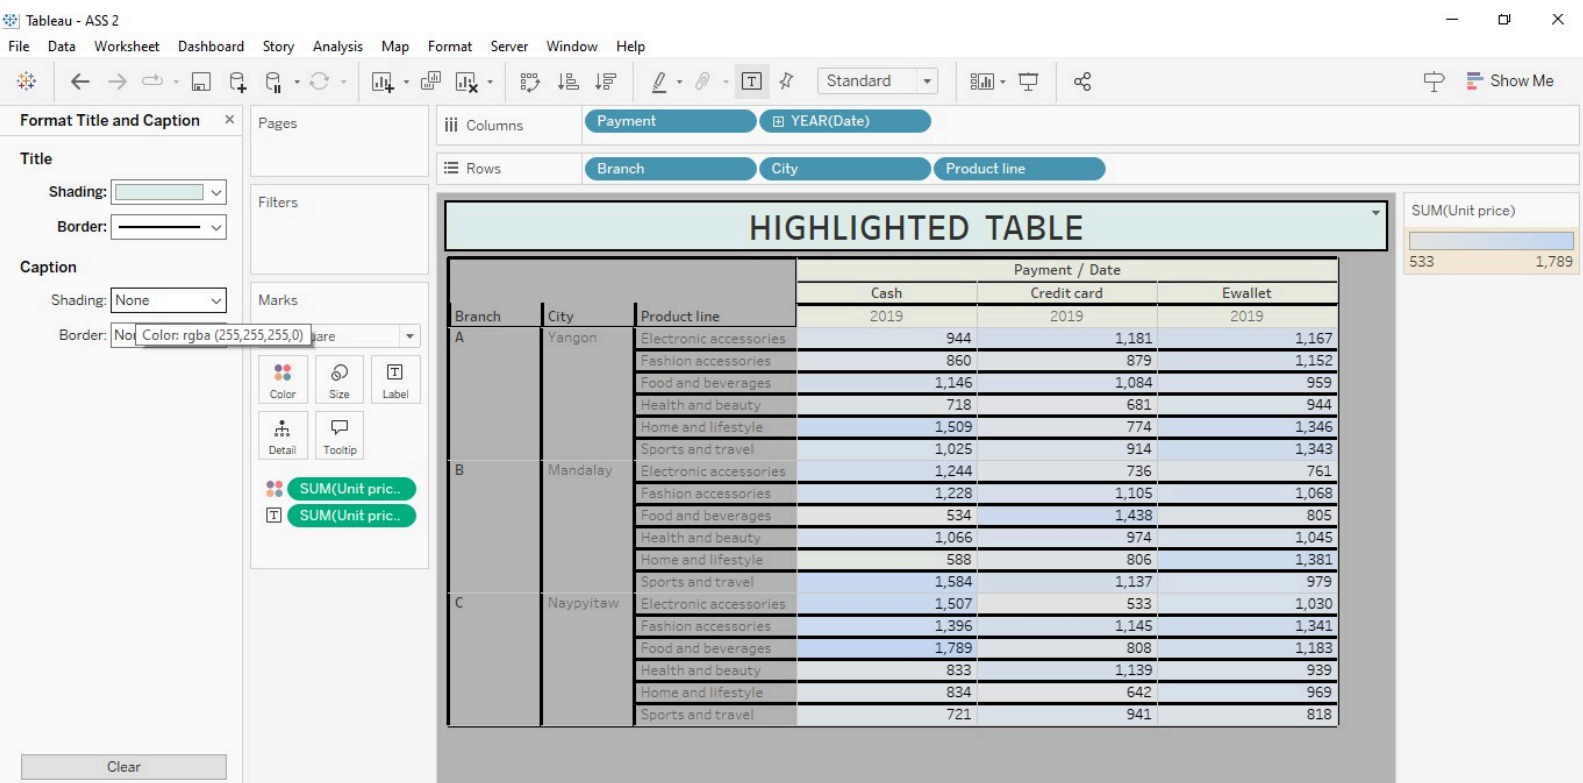 Tableau - ASS 2
File Data Worksheet Dashboard Story Analysis Map Format Server Window Help
Standard
Show Me
Format Title and Caption
Title
Shading:
Border:
Caption
Shading: None
Border:
Color: rgba (255,255,255,0)
Clear
Pages
Filters
Marks
Color Size Label
Detail Tooltip
SUM(Unit pric..
SUM(Unit pric..
Columns Payment YEAR(Date)
Rows Branch City Product line
HIGHLIGHTED TABLE
Payment / Date
Cash Credit card Ewallet
Branch City Product line 2019 2019 2019
A Yangon Electronic accessories 944 1,181 1,167
Fashion accessories 860 879 1,152
Food and beverages 1,146 1,084 959
Health and beauty 718 681 944
Home and lifestyle 1,509 774 1,346
Sports and travel 1,025 914 1,343
B Mandalay Electronic accessories 1,244 736 761
Fashion accessories 1,228 1,105 1,068
Food and beverages 534 1,438 805
Health and beauty 1,066 974 1,045
Home and lifestyle 588 806 1,381
Sports and travel 1,584 1,137 979
C Naypyitaw Electronic accessories 1,507 533 1,030
Fashion accessories 1,396 1,145 1,341
Food and beverages 1,789 808 1,183
Health and beauty 833 1,139 939
Home and lifestyle 834 642 969
Sports and travel 721 941 818
SUM(Unit price)
533 1,789